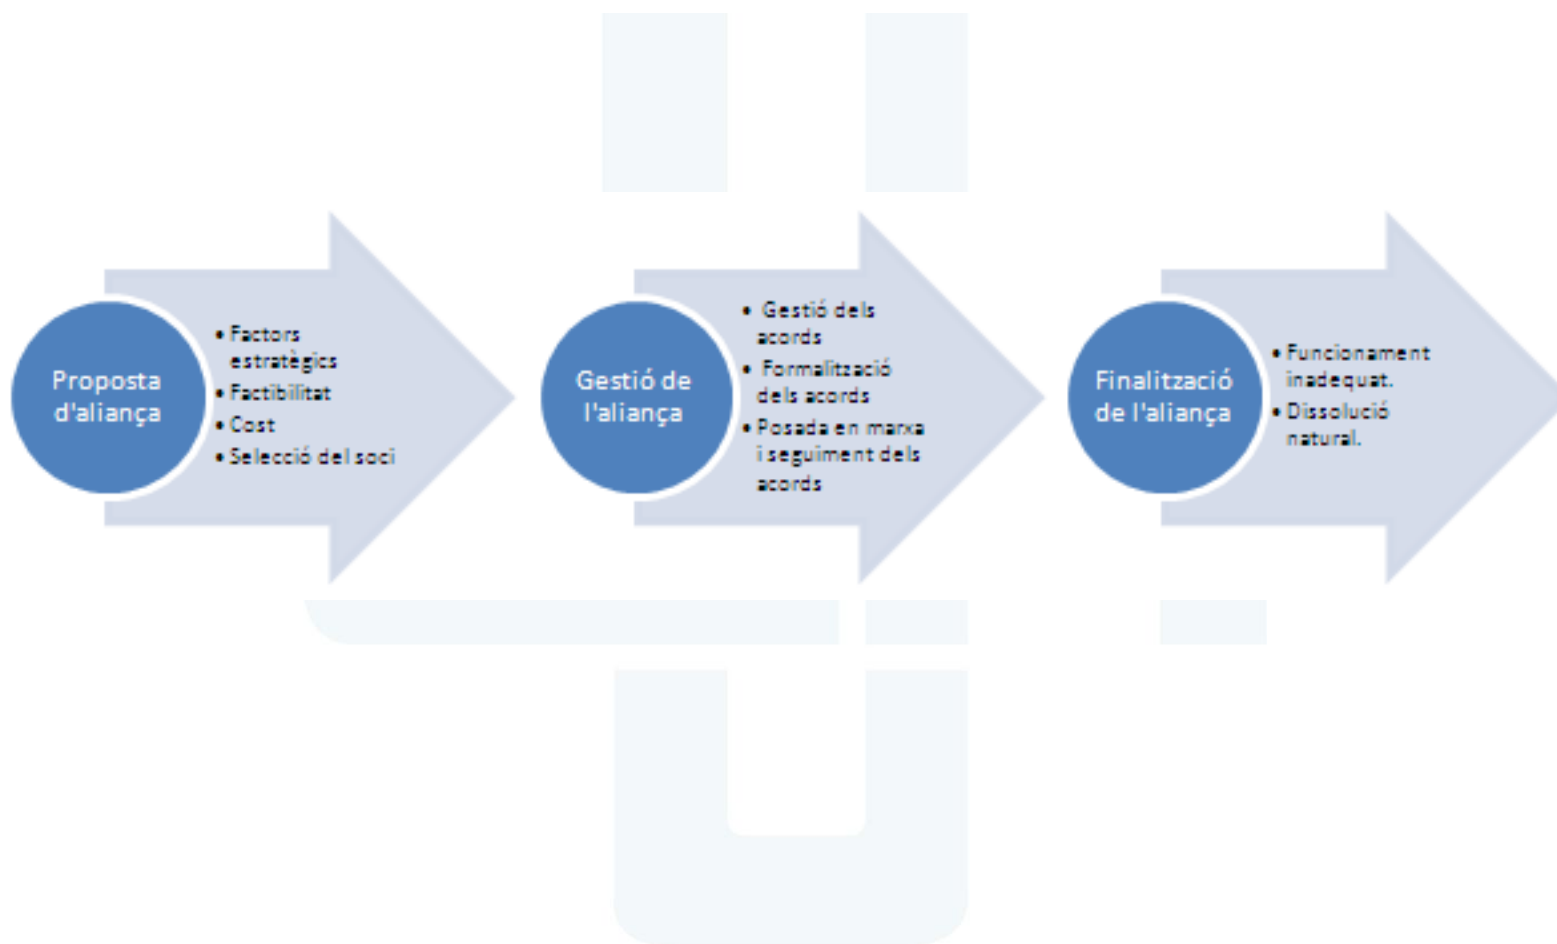 Proposta
d'aliança
• Factors
estratègics
• Factibilitat
• Cost
• Selecció del soci
Gestió de
l'aliança
• Gestió dels
acords
• Formalització
dels acords
• Posada en marxa
i seguiment dels
acords
Finalització
de l'aliança
• Funcionament
inadequat.
• Dissolució
natural.